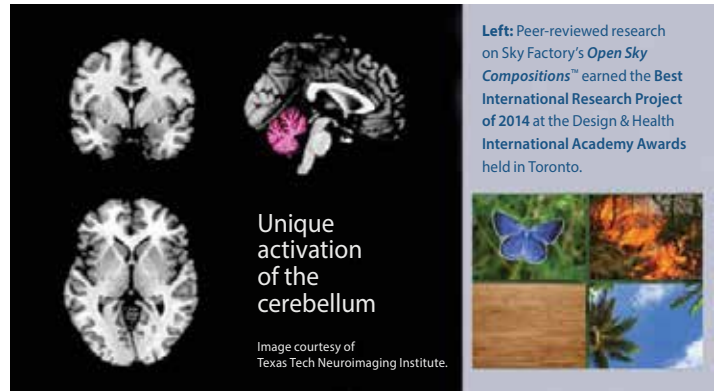 Unique
activation
of the
cerebellum
Image courtesy of
Texas Tech Neuroimaging Institute.
Left: Peer-reviewed research
on Sky Factory's Open Sky
Compositions™ earned the Best
International Research Project
of 2014 at the Design & Health
International Academy Awards
held in Toronto.